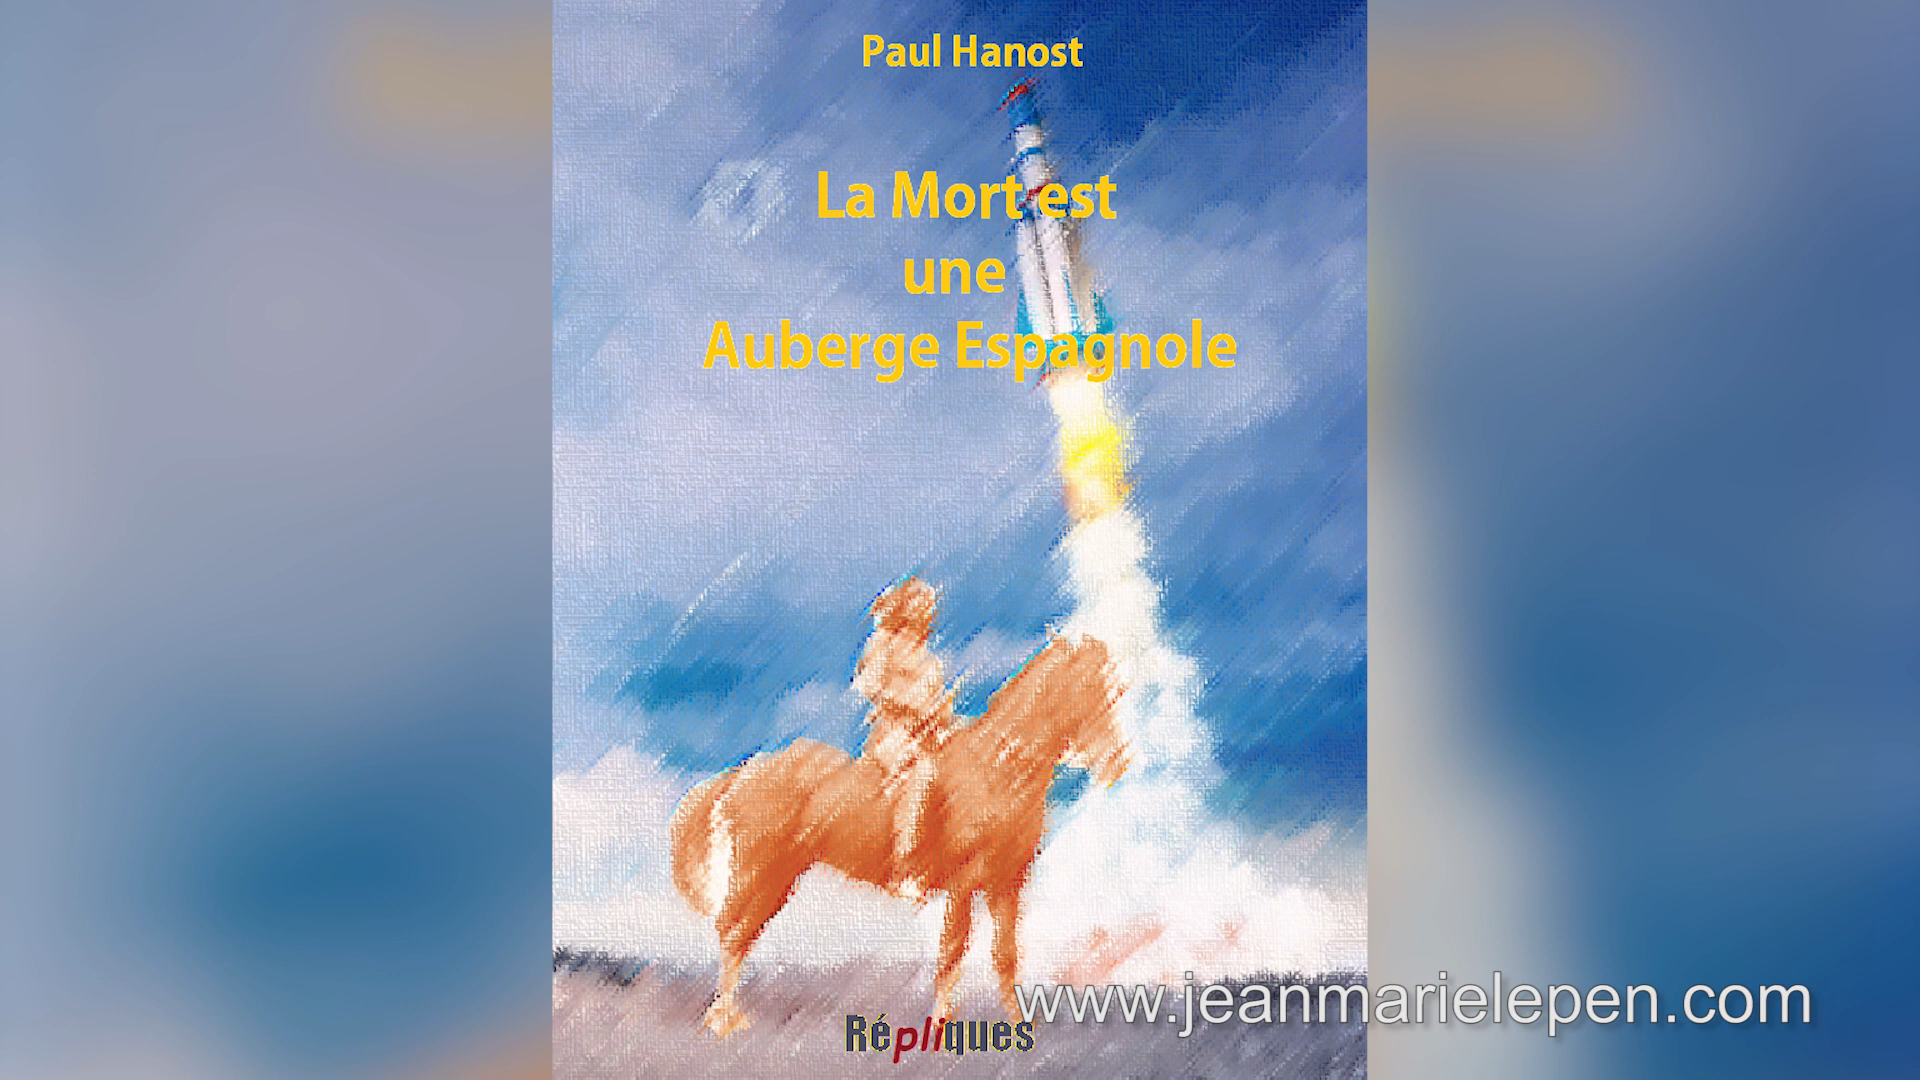 Paul Hanost
La Mort est
une
Auberge Espagnole
www.jeanmarielepen.com
Répliques